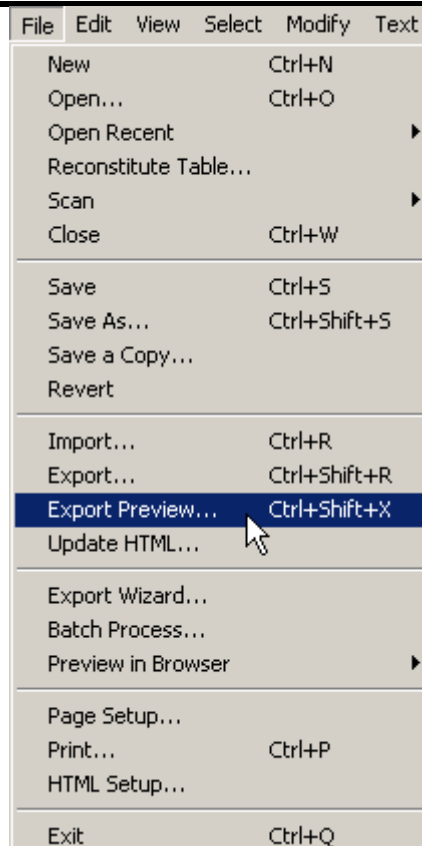 File Edit View Select Modify Text
New Ctrl+N
Open... Ctrl+O
Open Recent
Reconstitute Table...
Scan
Close Ctrl+W
Save Ctrl+S
Save As... Ctrl+Shift+S
Save a Copy...
Revert
Import... Ctrl+R
Export... Ctrl+Shift+R
Export Preview... Ctrl+Shift+X
Update HTML...
Export Wizard...
Batch Process...
Preview in Browser
Page Setup...
Print... Ctrl+P
HTML Setup...
Exit Ctrl+Q